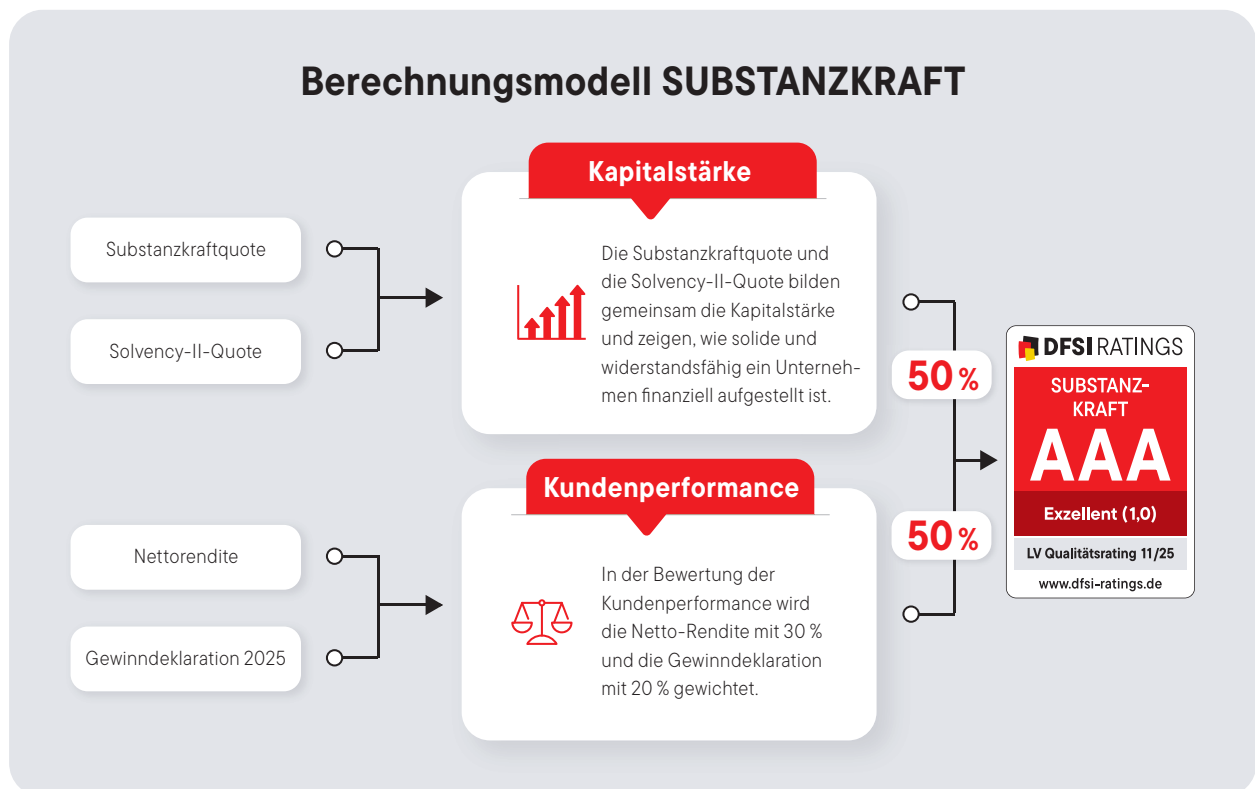 Berechnungsmodell SUBSTANZKRAFT
Substanzkraftquote
Solvency-II-Quote
Kapitalstärke
Die Substanzkraftquote und
die Solvency-II-Quote bilden
gemeinsam die Kapitalstärke
und zeigen, wie solide und
widerstandsfähig ein Unterneh-
men finanziell aufgestellt ist.
50 %
Nettorendite
Gewinndeklaration 2025
Kundenperformance
In der Bewertung der
Kundenperformance wird
die Netto-Rendite mit 30 %
und die Gewinndeklaration
mit 20 % gewichtet.
50 %
DFSI RATINGS
SUBSTANZ-
KRAFT
AAA
Exzellent (1,0)
LV Qualitätsrating 11/25
www.dfsi-ratings.de